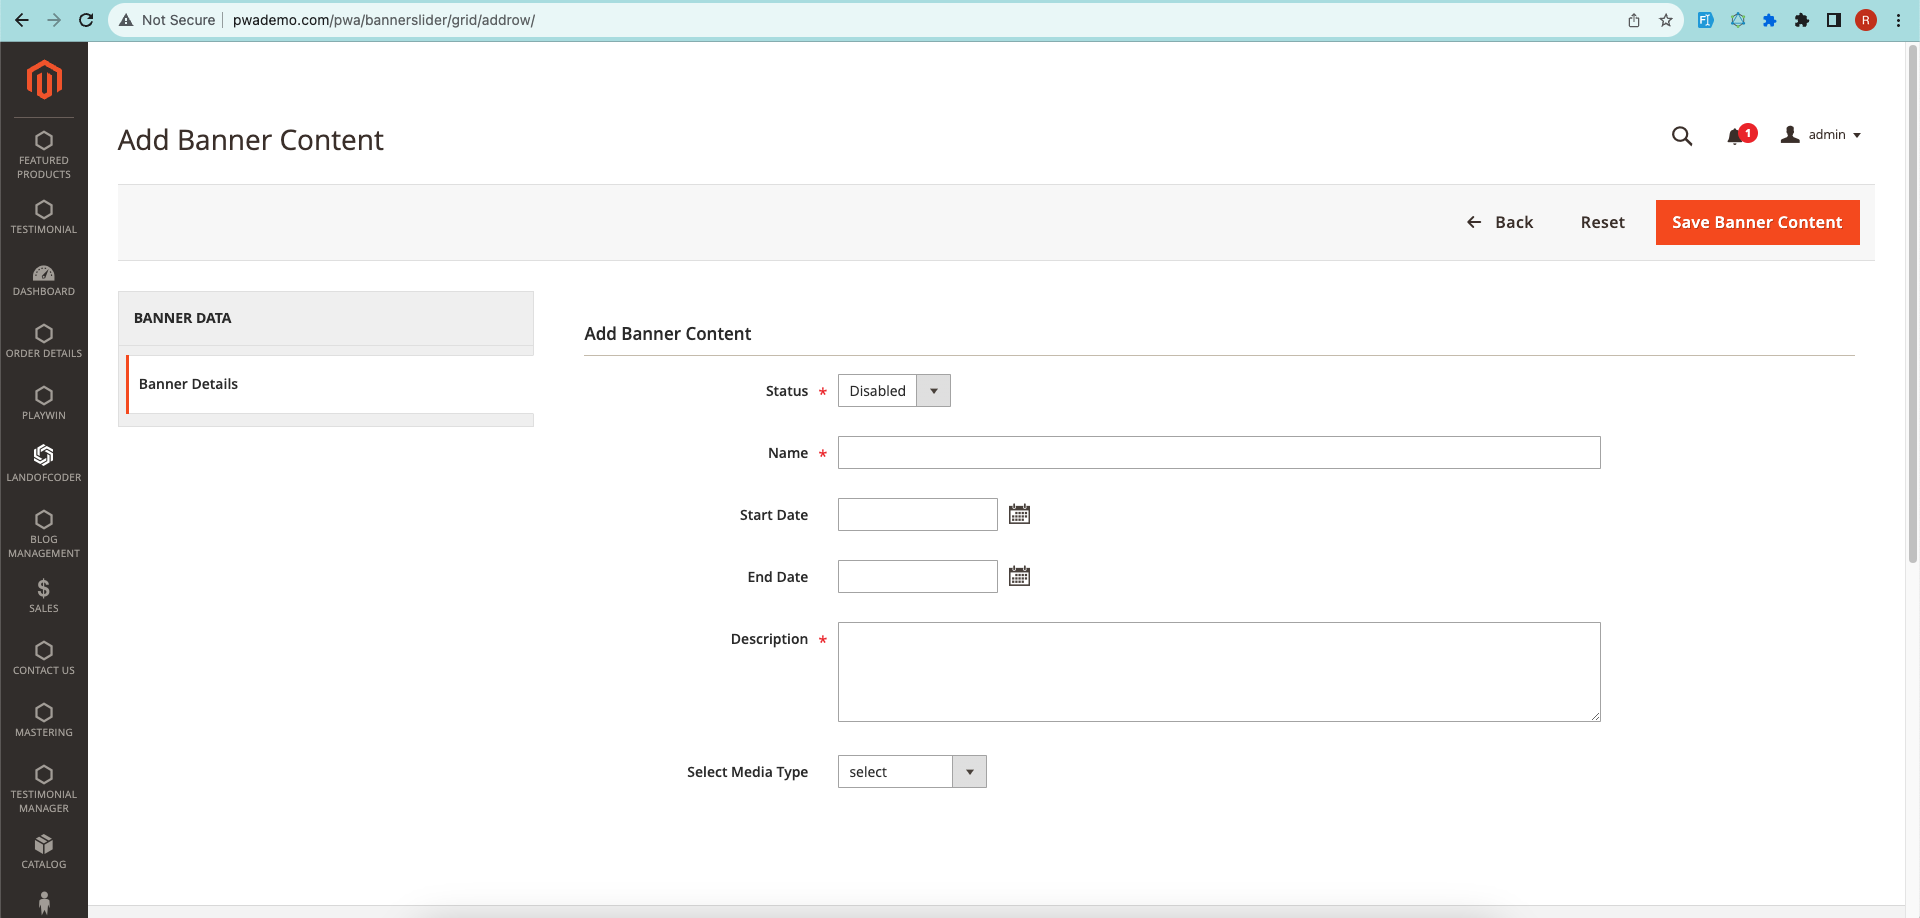 Not Secure
pwademo.com/pwa/bannerslider/grid/addrow/
R
FEATURED
PRODUCTS
TESTIMONIAL
DASHBOARD
ORDER DETAILS
PLAYWIN
LANDOFCODER
BLOG
MANAGEMENT
$
SALES
CONTACT US
MASTERING
TESTIMONIAL
MANAGER
CATALOG
Add Banner Content
1
admin
Back
Reset
Save Banner Content
BANNER DATA
Banner Details
Add Banner Content
Status *
Disabled
Name *
Start Date
End Date
Description *
Select Media Type
select